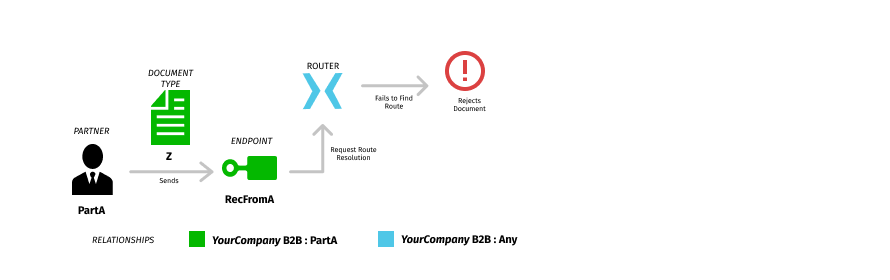 ROUTER
DOCUMENT
TYPE
Fails to Find
Route
Rejects
Document
PARTNER
ENDPOINT
Z
Request Route
Resolution
Sends
RecFromA
PartA
RELATIONSHIPS
YourCompany B2B : PartA
YourCompany B2B : Any